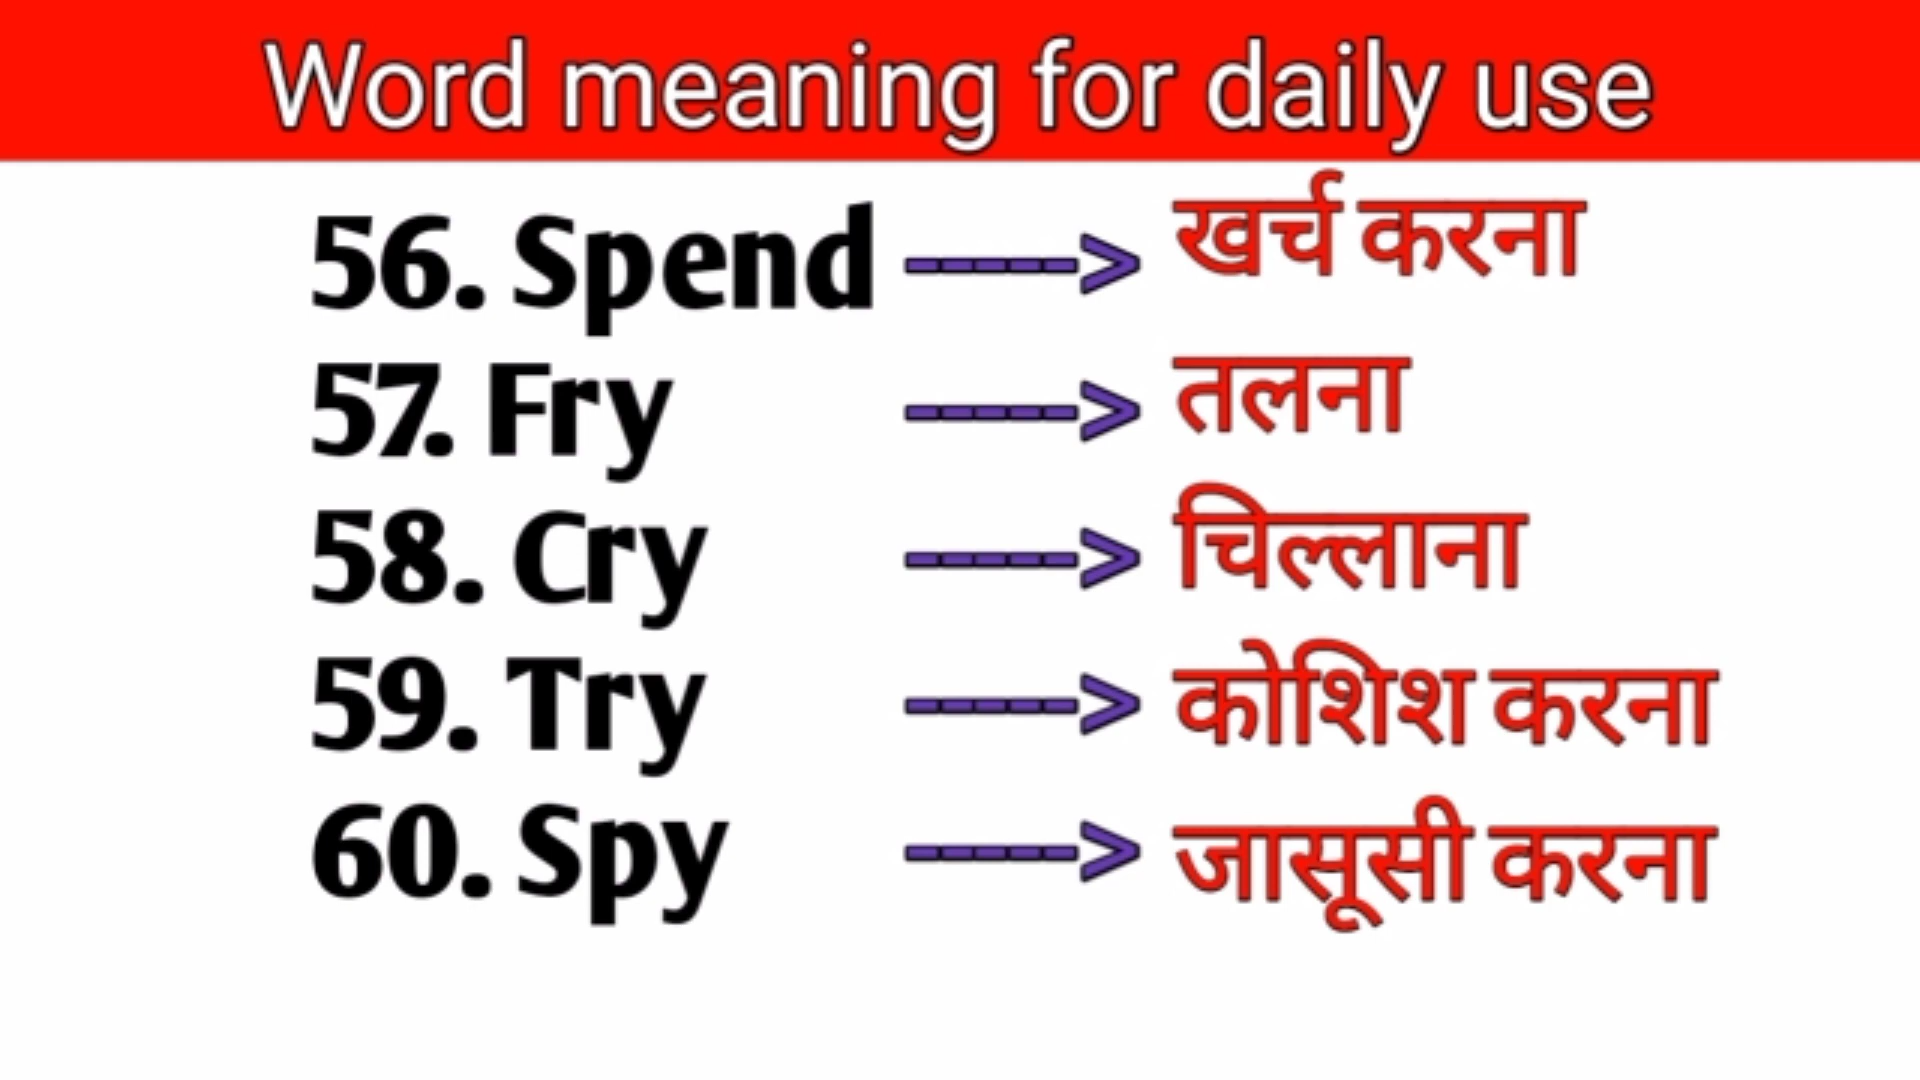 Word meaning for daily use
56. Spend -----> खर्च करना
57. Fry -----> तलना
58. Cry -----> चिल्लाना
59. Try -----> कोशिश करना
60. Spy -----> जासूसी करना